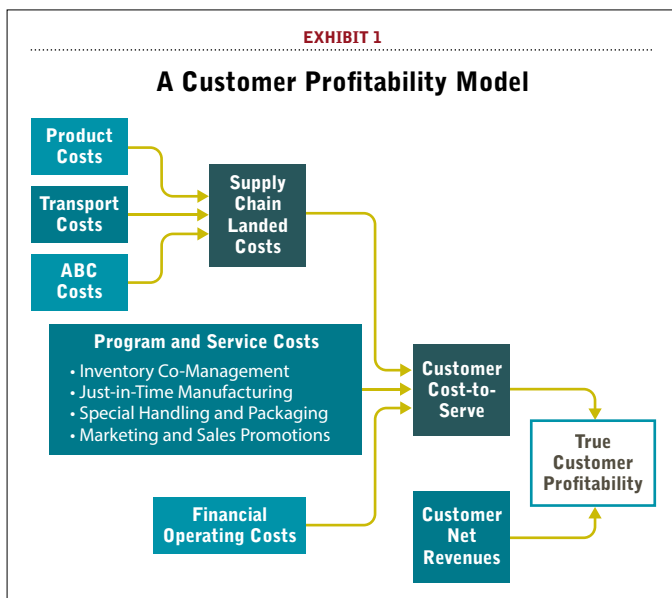 EXHIBIT 1
A Customer Profitability Model
Product
Costs
Transport
Costs
ABC
Costs
Supply
Chain
Landed
Costs
Program and Service Costs
• Inventory Co-Management
• Just-in-Time Manufacturing
• Special Handling and Packaging
• Marketing and Sales Promotions
Financial
Operating Costs
Customer
Cost-to-
Serve
Customer
Net
Revenues
True
Customer
Profitability